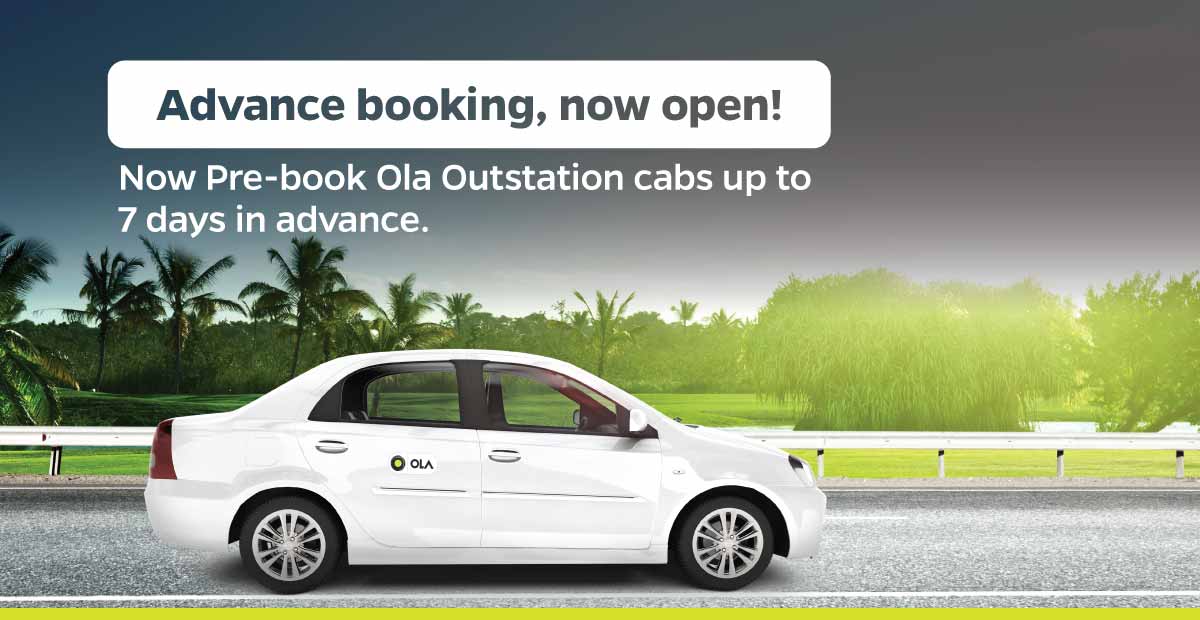 Advance booking, now open!
Now Pre-book Ola Outstation cabs up to
7 days in advance.
OLA